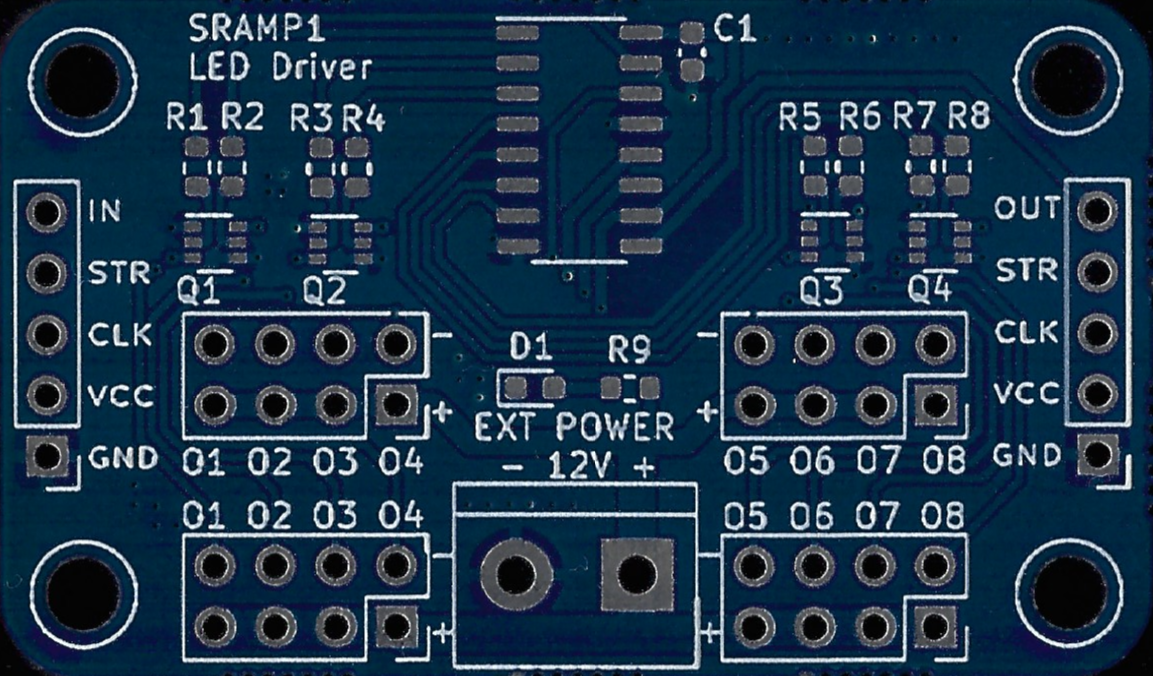 SRAMP1
LED Driver
C1
R1 R2 R3 R4
R5 R6 R7 R8
IN
OUT
STR
STR
Q1 Q2
Q3 Q4
CLK
CLK
- -
D1 R9
VCC
VCC
+ +
EXT POWER
GND
GND
O1 O2 O3 O4
- 12V +
O5 O6 O7 O8
O1 O2 O3 O4
O5 O6 O7 O8
- -
+ +